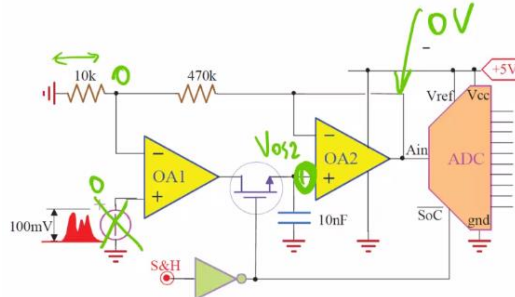 0V
+5V
10k
0
470k
Vref
Vcc
Vos2
OA1
OA2
Ain
ADC
0
+
100mV
10nF
SoC
gnd
S&H